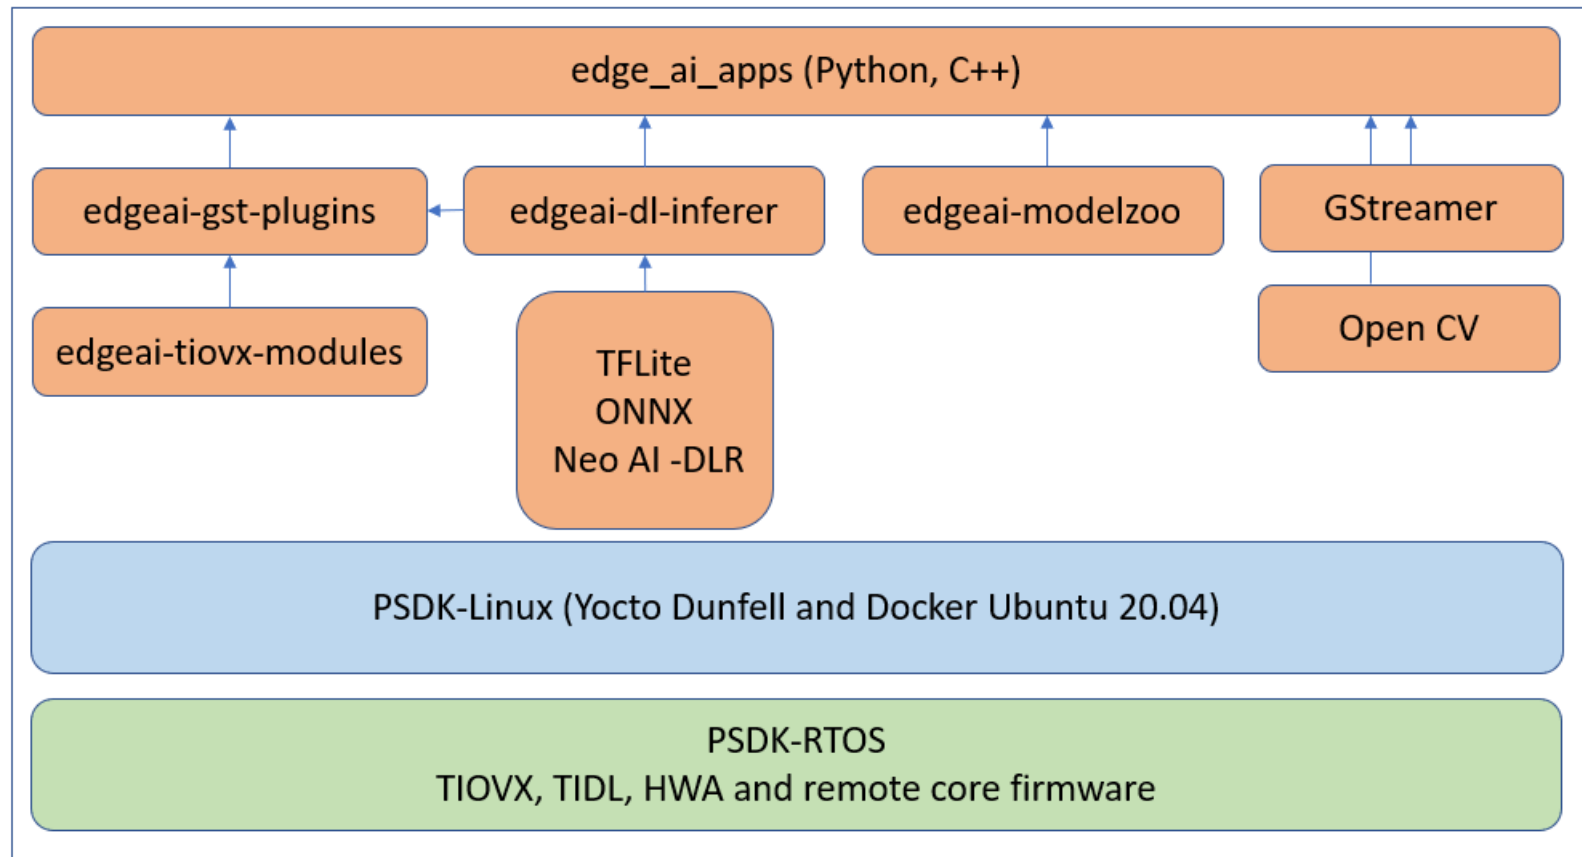 edge_ai_apps (Python, C++)
edgeai-gst-plugins
edgeai-dl-inferer
edgeai-modelzoo
GStreamer
edgeai-tiovx-modules
TFLite
ONNX
Neo AI -DLR
Open CV
PSDK-Linux (Yocto Dunfell and Docker Ubuntu 20.04)
PSDK-RTOS
TIOVX, TIDL, HWA and remote core firmware